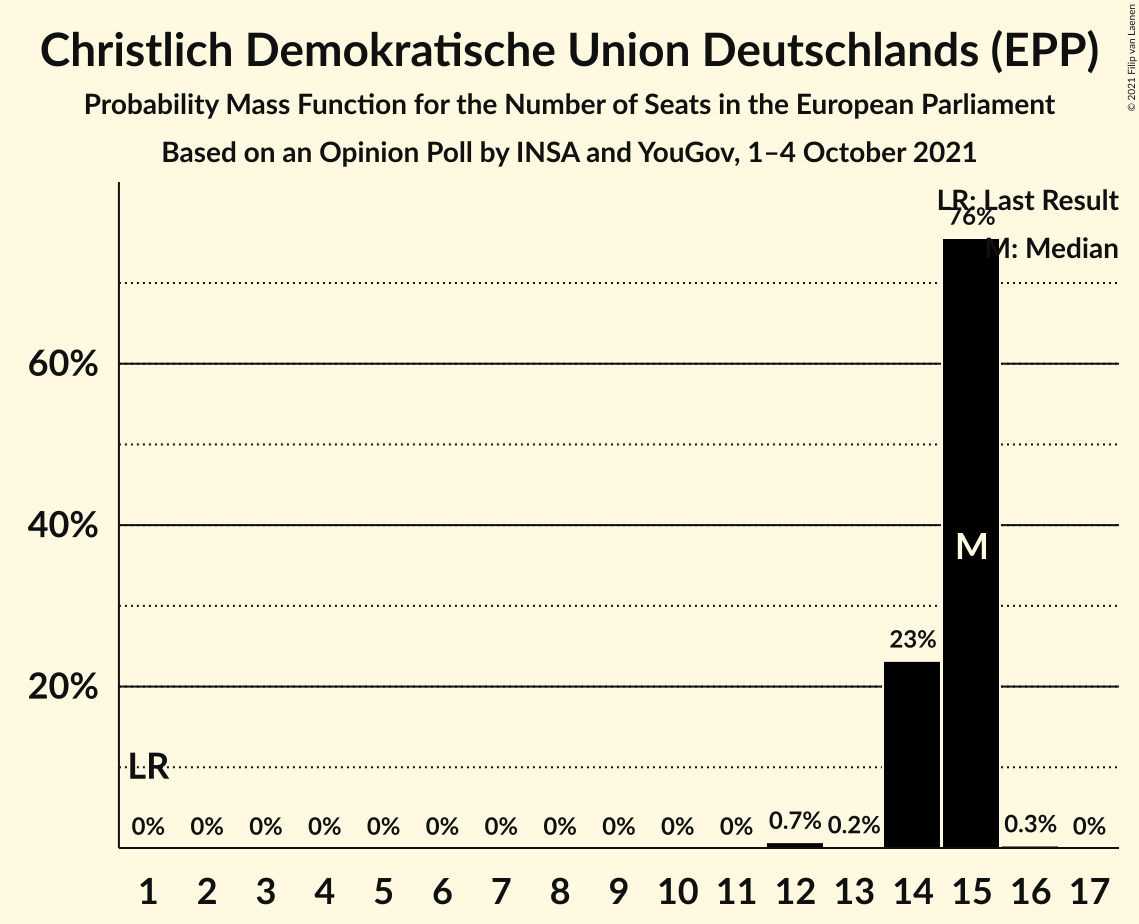 Christlich Demokratische Union Deutschlands (EPP)
Probability Mass Function for the Number of Seats in the European Parliament
Based on an Opinion Poll by INSA and YouGov, 1–4 October 2021
© 2021 Filip van Laenen
LR: Last Result
76%
M: Median
60%
40%
M
23%
20%
LR
0% 0% 0% 0% 0% 0% 0% 0% 0% 0% 0% 0.7% 0.2% 0.3% 0%
1 2 3 4 5 6 7 8 9 10 11 12 13 14 15 16 17